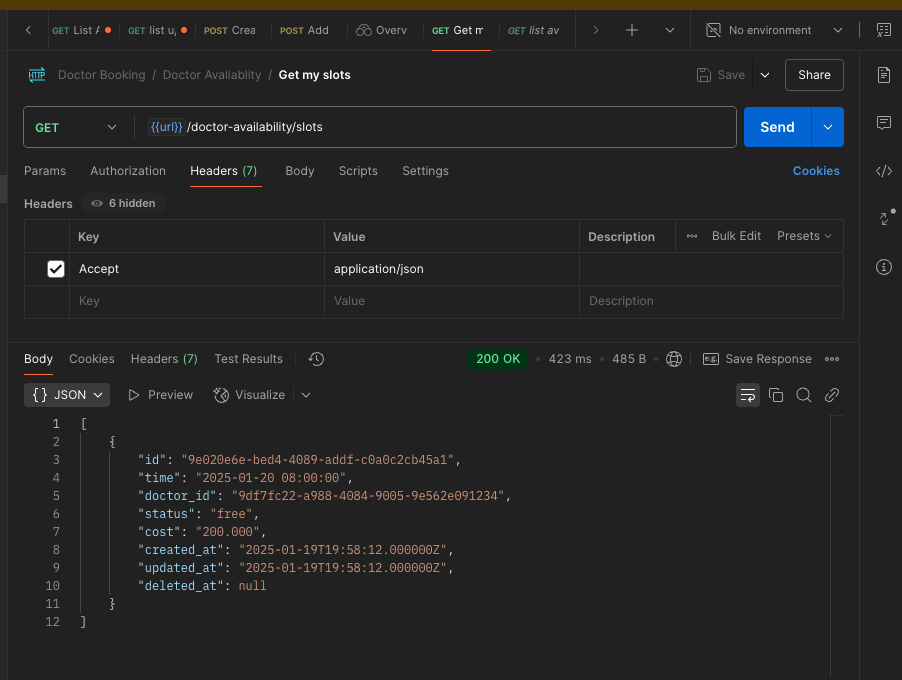 GET List A GET list u POST Crea POST Add Overv GET Get m GET list av No environment
HTTP Doctor Booking / Doctor Avaliablity / Get my slots Save Share
GET {{url}}/doctor-availability/slots Send
Params Authorization Headers (7) Body Scripts Settings Cookies
Headers 6 hidden
Key Value Description Bulk Edit Presets
Accept application/json
Key Value Description
Body Cookies Headers (7) Test Results 200 OK 423 ms 485 B e.g. Save Response
{} JSON Preview Visualize
1 [
2 {
3 "id": "9e020e6e-bed4-4089-addf-c0a0c2cb45a1",
4 "time": "2025-01-20 08:00:00",
5 "doctor_id": "9df7fc22-a988-4084-9005-9e562e091234",
6 "status": "free",
7 "cost": "200.000",
8 "created_at": "2025-01-19T19:58:12.000000Z",
9 "updated_at": "2025-01-19T19:58:12.000000Z",
10 "deleted_at": null
11 }
12 ]